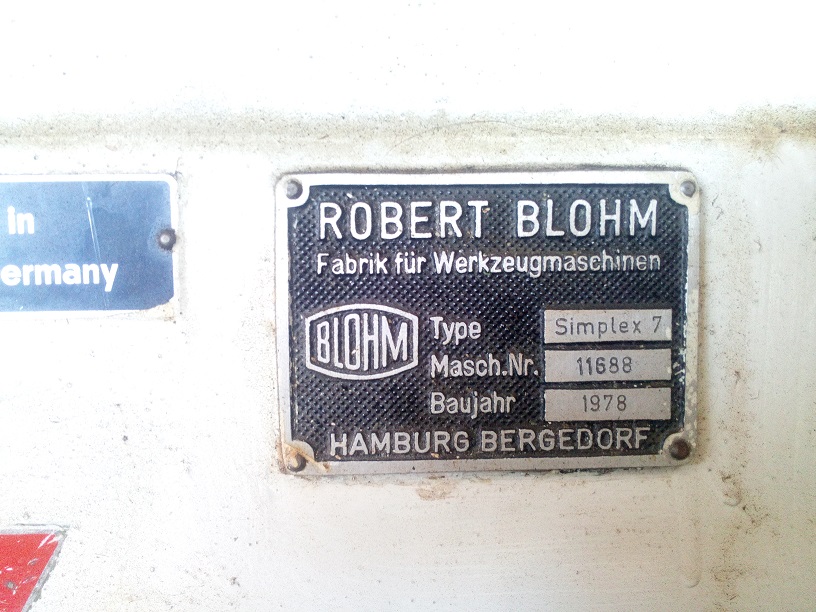 in
ermany
ROBERT BLOHM
Fabrik für Werkzeugmaschinen
BLOHM
Type Simplex 7
Masch.Nr. 11688
Baujahr 1978
HAMBURG BERGEDORF